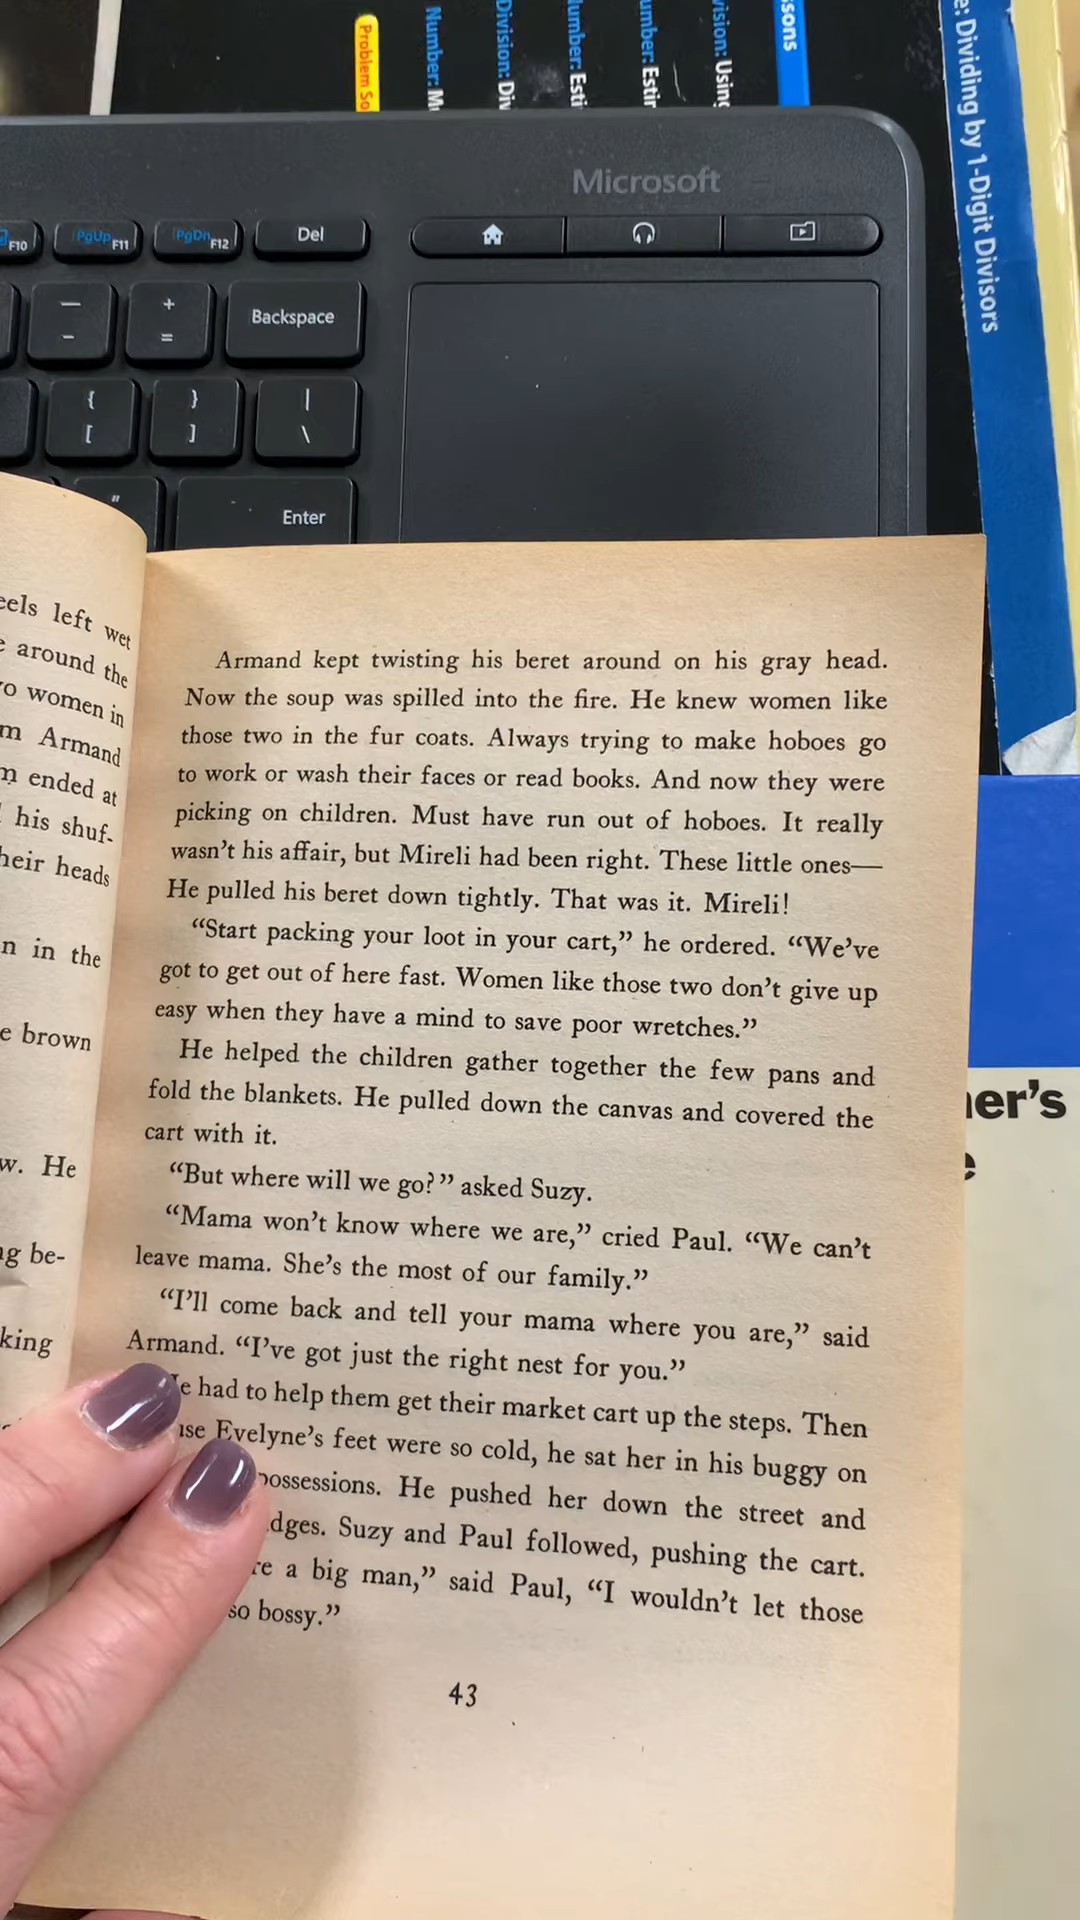 Problem So
Number: M
Division: Div
umber: Esti
umber: Estir
vision: Using
ssons
e: Dividing by 1-Digit Divisors
Microsoft
F10
PgUp F11
PgDn F12
Del
— -
+ =
Backspace
{ [
} ]
| \
"
Enter
eels left wet
e around the
o women in
m Armand
m ended at
his shuf-
heir heads
n in the
e brown
w. He
ng be-
king
Armand kept twisting his beret around on his gray head.
Now the soup was spilled into the fire. He knew women like
those two in the fur coats. Always trying to make hoboes go
to work or wash their faces or read books. And now they were
picking on children. Must have run out of hoboes. It really
wasn't his affair, but Mireli had been right. These little ones—
He pulled his beret down tightly. That was it. Mireli!
“Start packing your loot in your cart,” he ordered. “We've
got to get out of here fast. Women like those two don't give up
easy when they have a mind to save poor wretches.”
He helped the children gather together the few pans and
fold the blankets. He pulled down the canvas and covered the
cart with it.
“But where will we go?” asked Suzy.
“Mama won't know where we are,” cried Paul. “We can't
leave mama. She's the most of our family.”
“I'll come back and tell your mama where you are,” said
Armand. “I've got just the right nest for you.”
e had to help them get their market cart up the steps. Then
use Evelyne's feet were so cold, he sat her in his buggy on
possessions. He pushed her down the street and
dges. Suzy and Paul followed, pushing the cart.
re a big man,” said Paul, “I wouldn't let those
so bossy.”
43
ner's
e